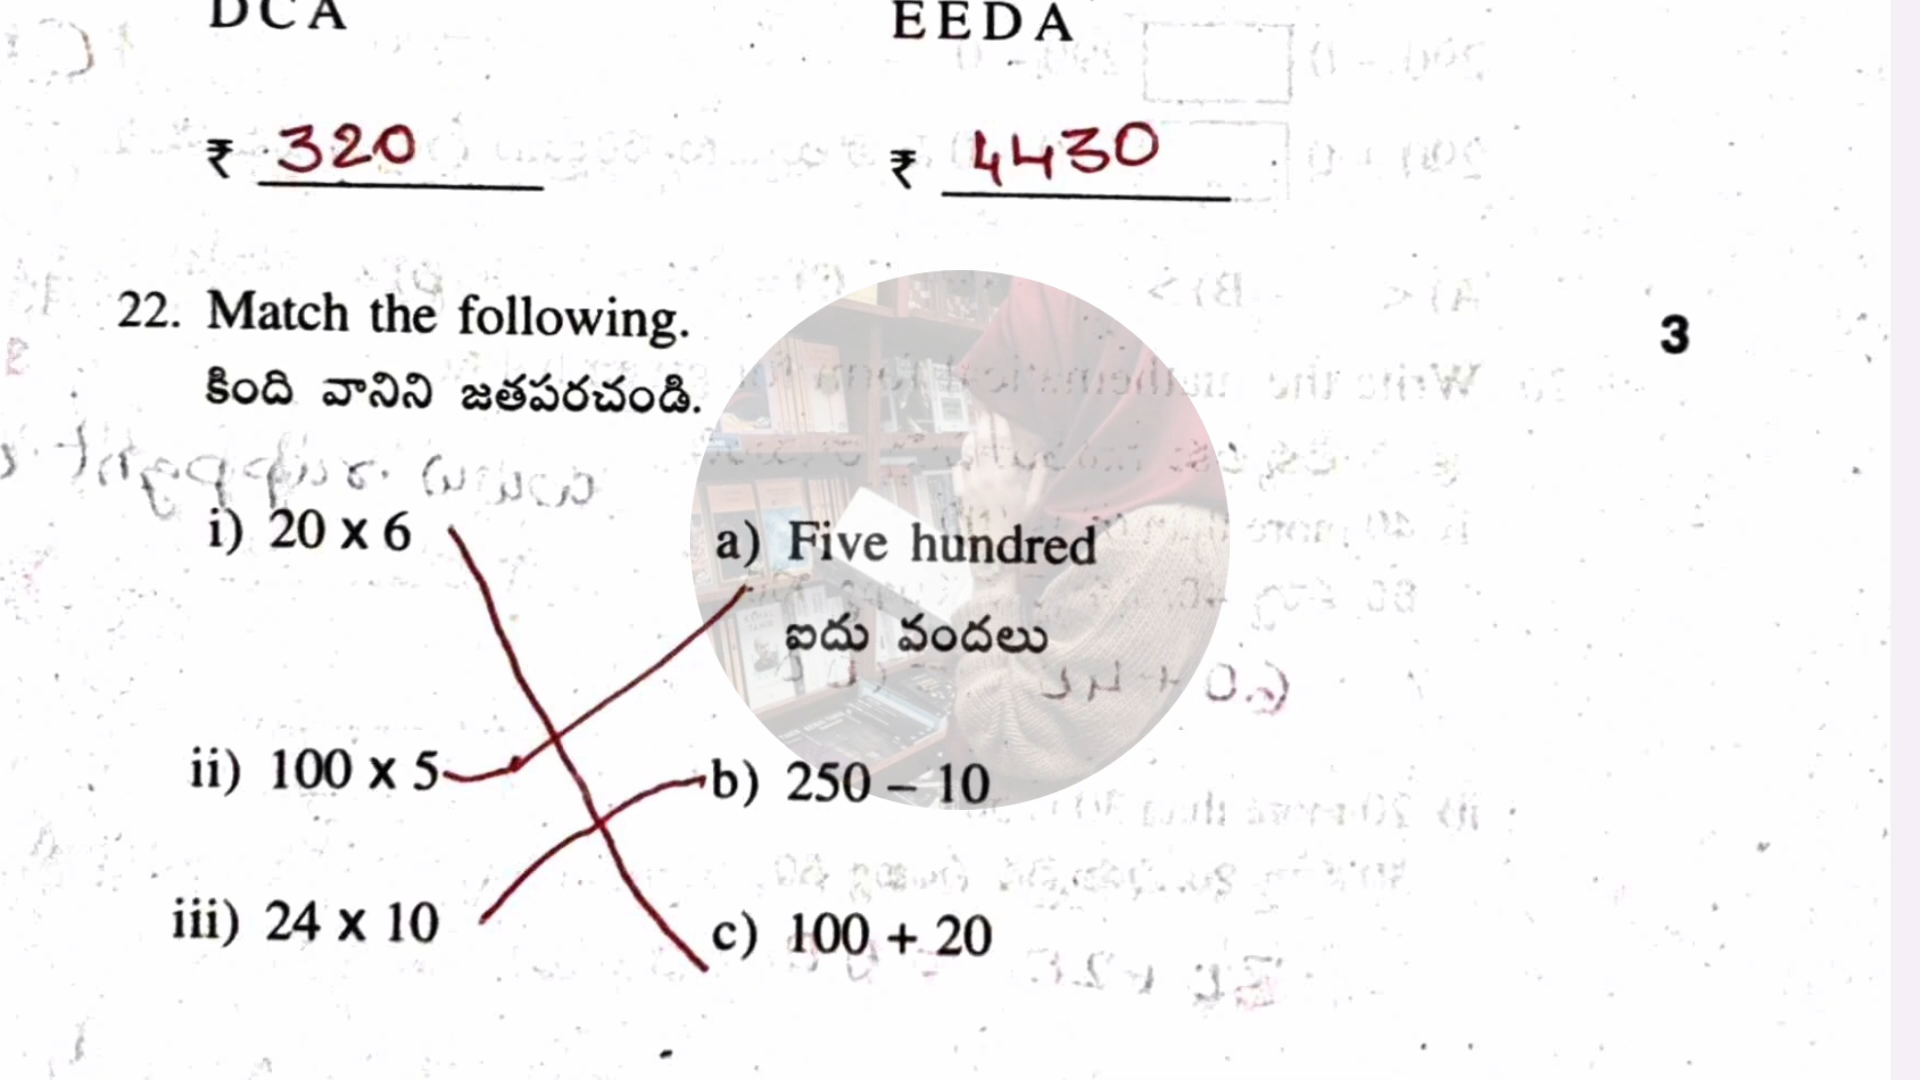 DCA EEDA
₹ 320 ₹ 4430
22. Match the following. 3
కింది వానిని జతపరచండి.
i) 20 x 6 a) Five hundred
ఐదు వందలు
ii) 100 x 5 b) 250 – 10
iii) 24 x 10 c) 100 + 20